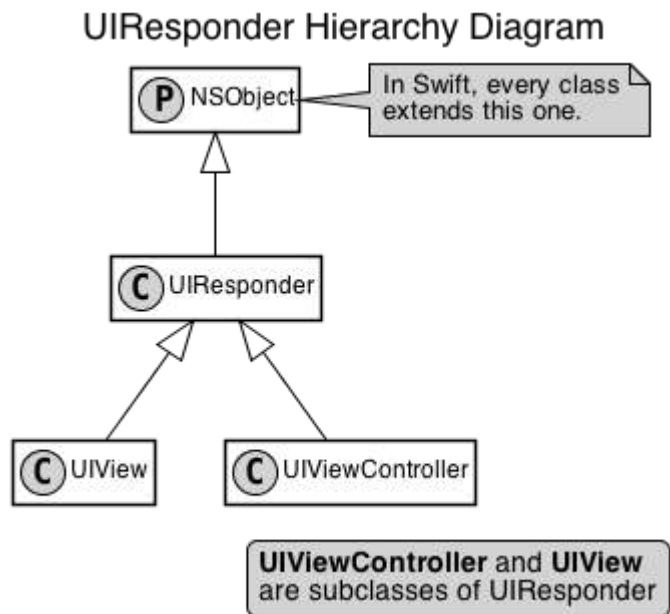 UIResponder Hierarchy Diagram
P NSObject
In Swift, every class
extends this one.
C UIResponder
C UIView
C UIViewController
UIViewController and UIView
are subclasses of UIResponder